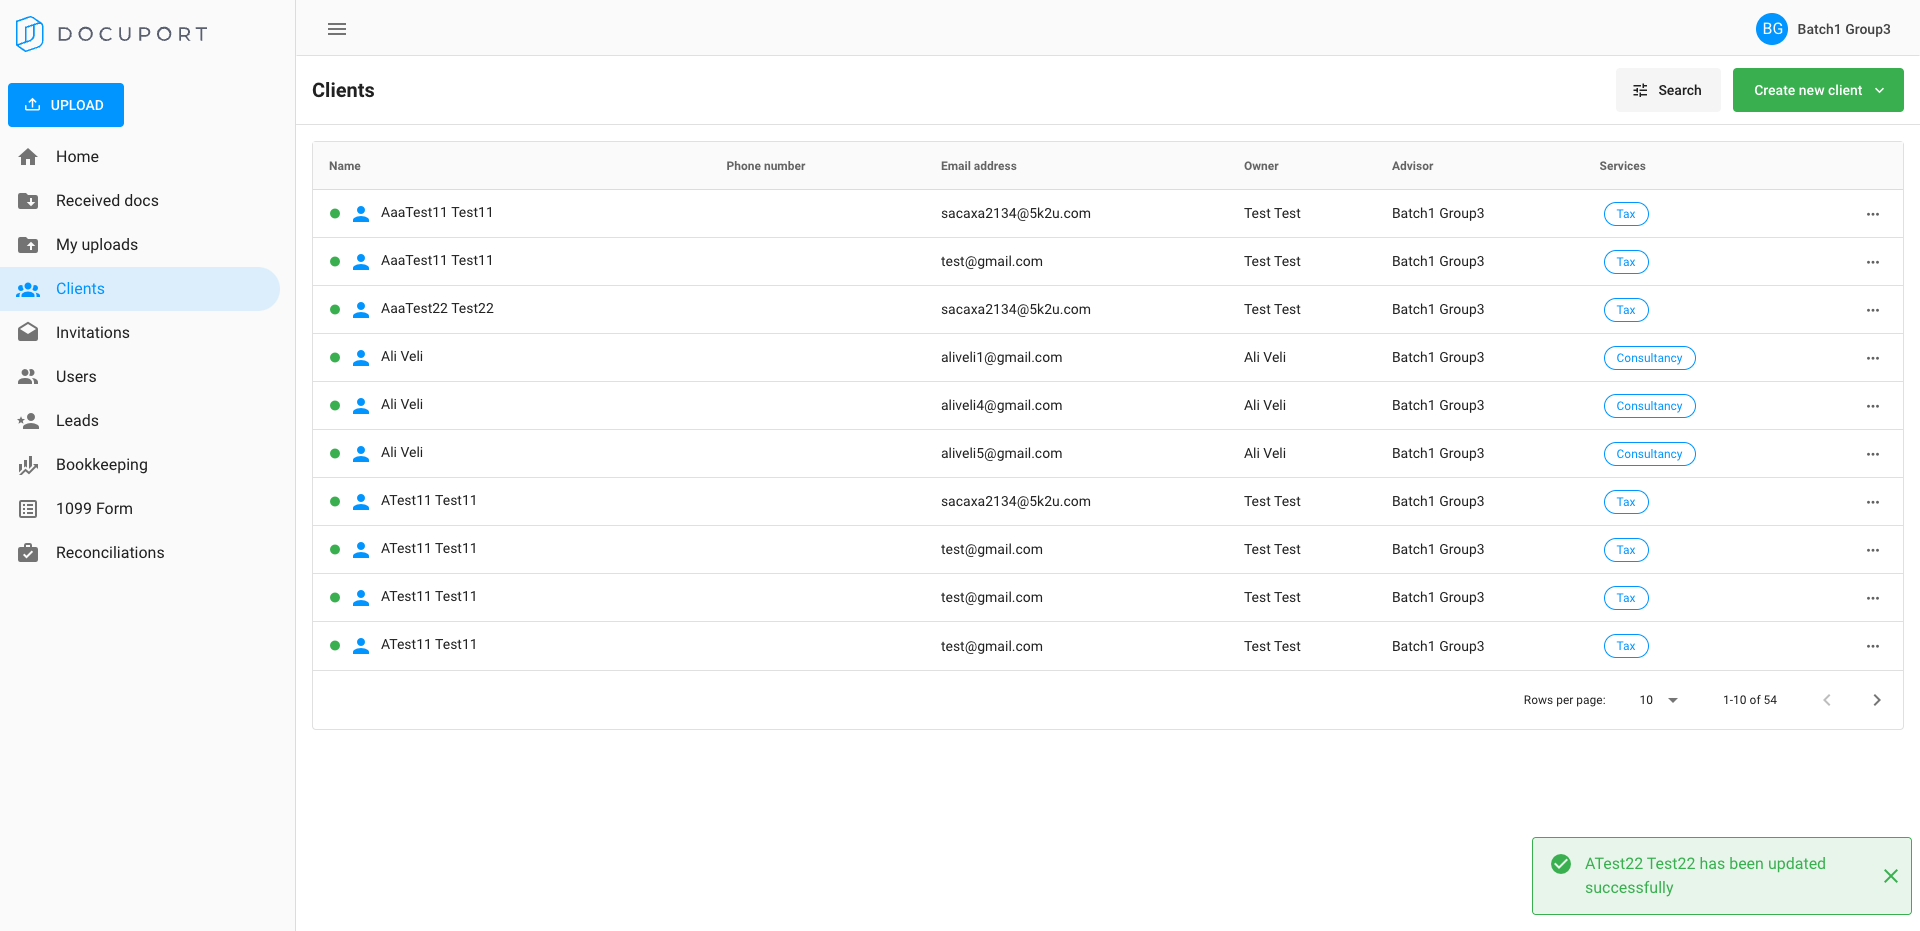 DOCUPORT
BG Batch1 Group3
UPLOAD
Home
Received docs
My uploads
Clients
Invitations
Users
Leads
Bookkeeping
1099 Form
Reconciliations
Clients
Search
Create new client
Name Phone number Email address Owner Advisor Services
AaaTest11 Test11 sacaxa2134@5k2u.com Test Test Batch1 Group3 Tax
AaaTest11 Test11 test@gmail.com Test Test Batch1 Group3 Tax
AaaTest22 Test22 sacaxa2134@5k2u.com Test Test Batch1 Group3 Tax
Ali Veli aliveli1@gmail.com Ali Veli Batch1 Group3 Consultancy
Ali Veli aliveli4@gmail.com Ali Veli Batch1 Group3 Consultancy
Ali Veli aliveli5@gmail.com Ali Veli Batch1 Group3 Consultancy
ATest11 Test11 sacaxa2134@5k2u.com Test Test Batch1 Group3 Tax
ATest11 Test11 test@gmail.com Test Test Batch1 Group3 Tax
ATest11 Test11 test@gmail.com Test Test Batch1 Group3 Tax
ATest11 Test11 test@gmail.com Test Test Batch1 Group3 Tax
Rows per page: 10 1-10 of 54
ATest22 Test22 has been updated
successfully